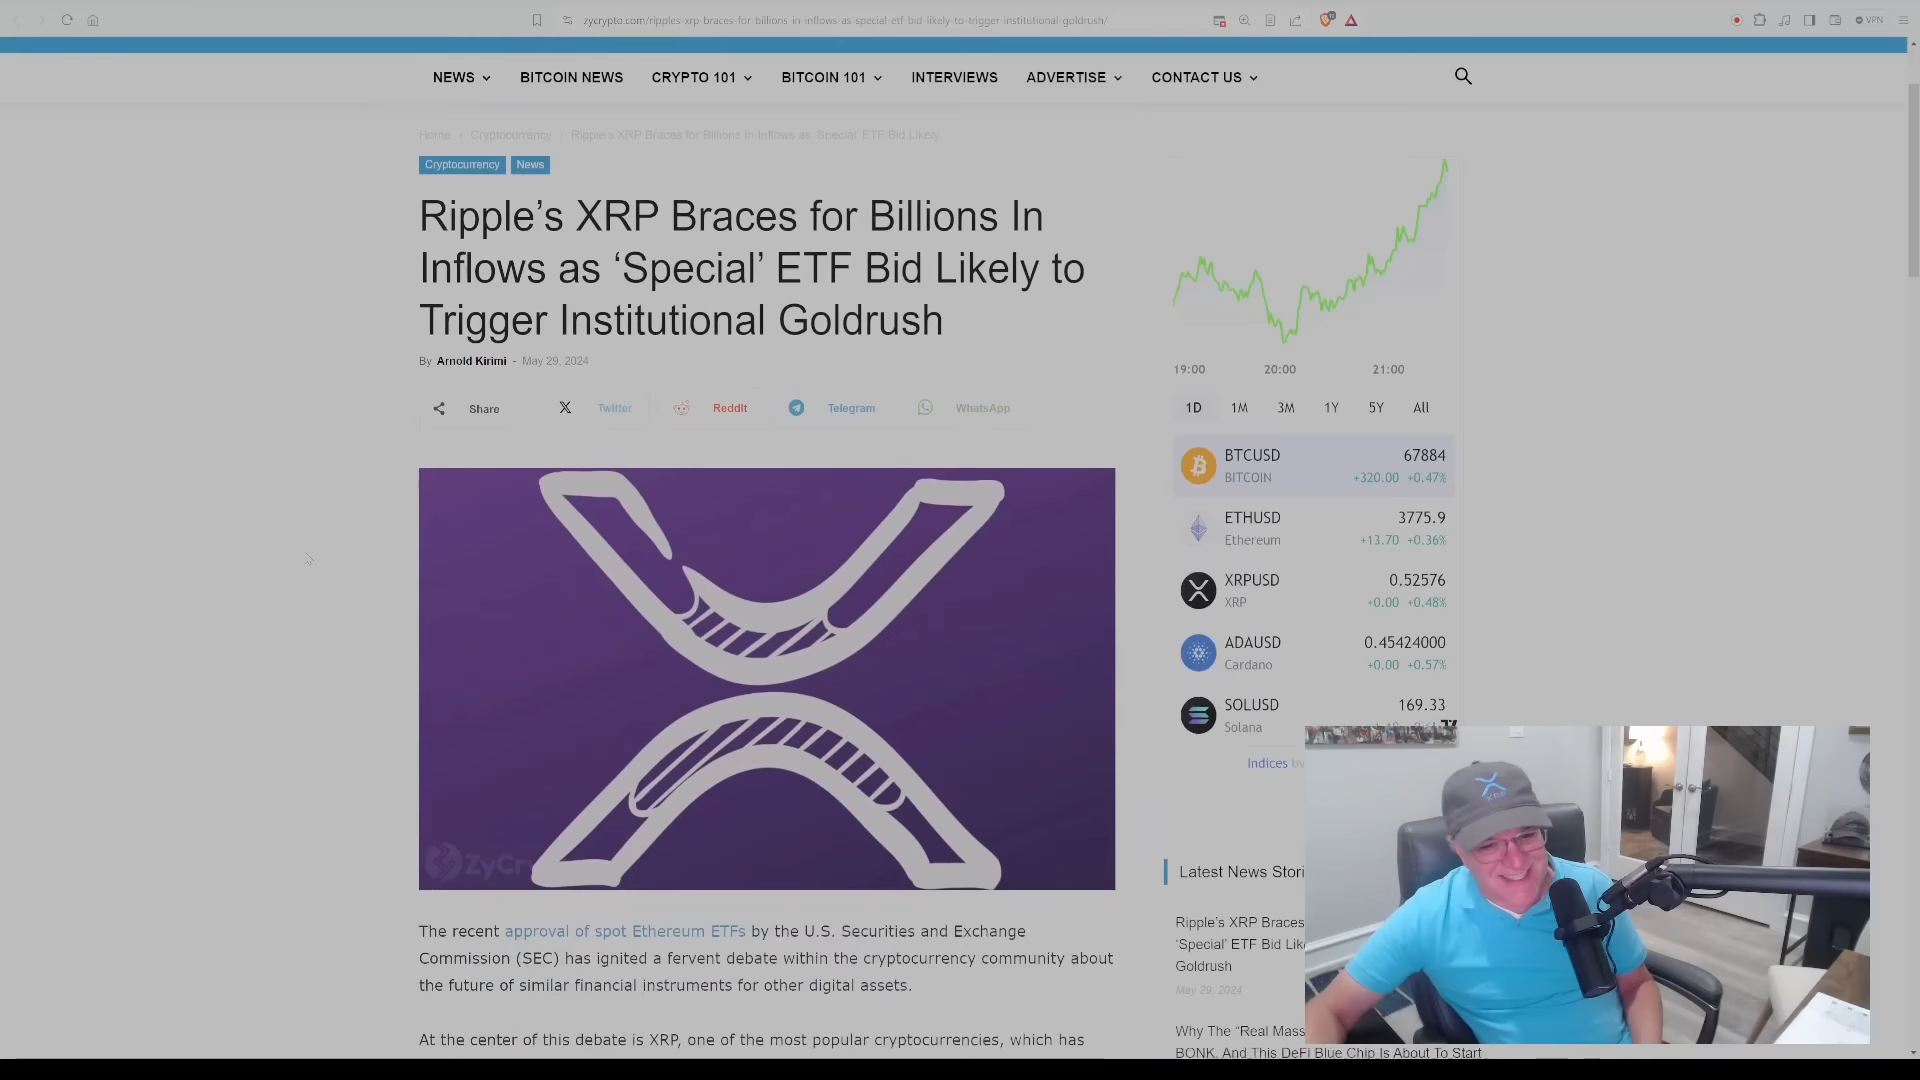 zycrypto.com/ripples-xrp-braces-for-billions-in-inflows-as-special-etf-bid-likely-to-trigger-institutional-goldrush/
VPN
NEWS
BITCOIN NEWS
CRYPTO 101
BITCOIN 101
INTERVIEWS
ADVERTISE
CONTACT US
Home
Cryptocurrency
Ripple's XRP Braces for Billions In Inflows as 'Special' ETF Bid Likely
Cryptocurrency
News
Ripple’s XRP Braces for Billions In
Inflows as ‘Special’ ETF Bid Likely to
Trigger Institutional Goldrush
By Arnold Kirimi - May 29, 2024
Share
Twitter
ReddIt
Telegram
WhatsApp
ZyCr
The recent approval of spot Ethereum ETFs by the U.S. Securities and Exchange
Commission (SEC) has ignited a fervent debate within the cryptocurrency community about
the future of similar financial instruments for other digital assets.
At the center of this debate is XRP, one of the most popular cryptocurrencies, which has
19:00 20:00 21:00
1D 1M 3M 1Y 5Y All
BTCUSD 67884
BITCOIN +320.00 +0.47%
ETHUSD 3775.9
Ethereum +13.70 +0.36%
XRPUSD 0.52576
XRP +0.00 +0.48%
ADAUSD 0.45424000
Cardano +0.00 +0.57%
SOLUSD 169.33
Solana
Indices by
Latest News Stori
Ripple’s XRP Braces
‘Special’ ETF Bid Lik
Goldrush
May 29, 2024
Why The “Real Mass
BONK, And This DeFi Blue Chip Is About To Start
XRP